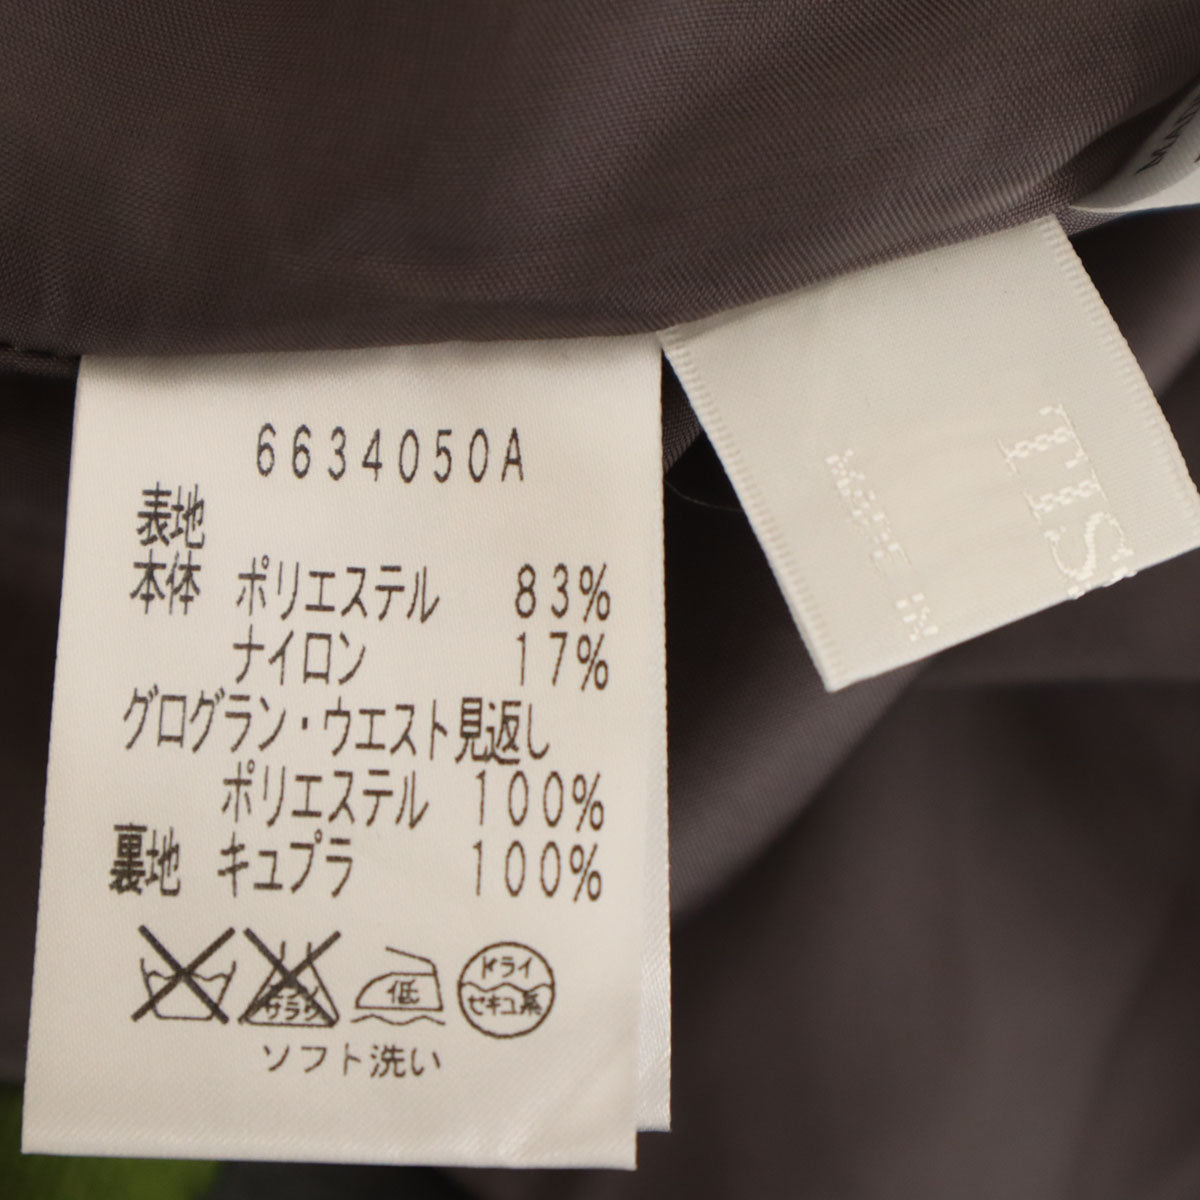 6634050A
表地
本体 ポリエステル 83%
ナイロン 17%
グログラン・ウエスト見返し
ポリエステル 100%
裏地 キュプラ 100%
低
ドライ
セキユ系
ソフト洗い
MADE IN